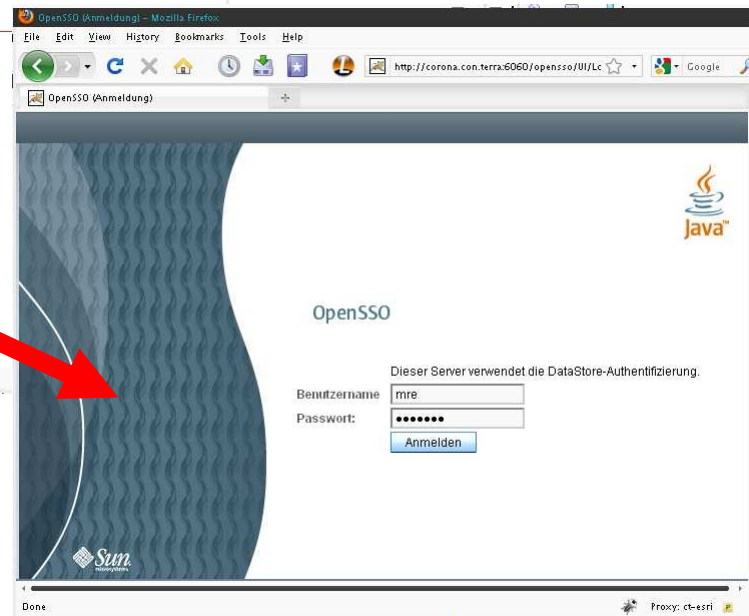 OpenSSO (Anmeldung) - Mozilla Firefox
File Edit View History Bookmarks Tools Help
http://corona.con.terra:6060/opensso/UI/Lc
Google
OpenSSO (Anmeldung)
Java™
OpenSSO
Dieser Server verwendet die DataStore-Authentifizierung.
Benutzername mre
Passwort: •••••••
Anmelden
Sun
microsystems
Done
Proxy: ct-esri